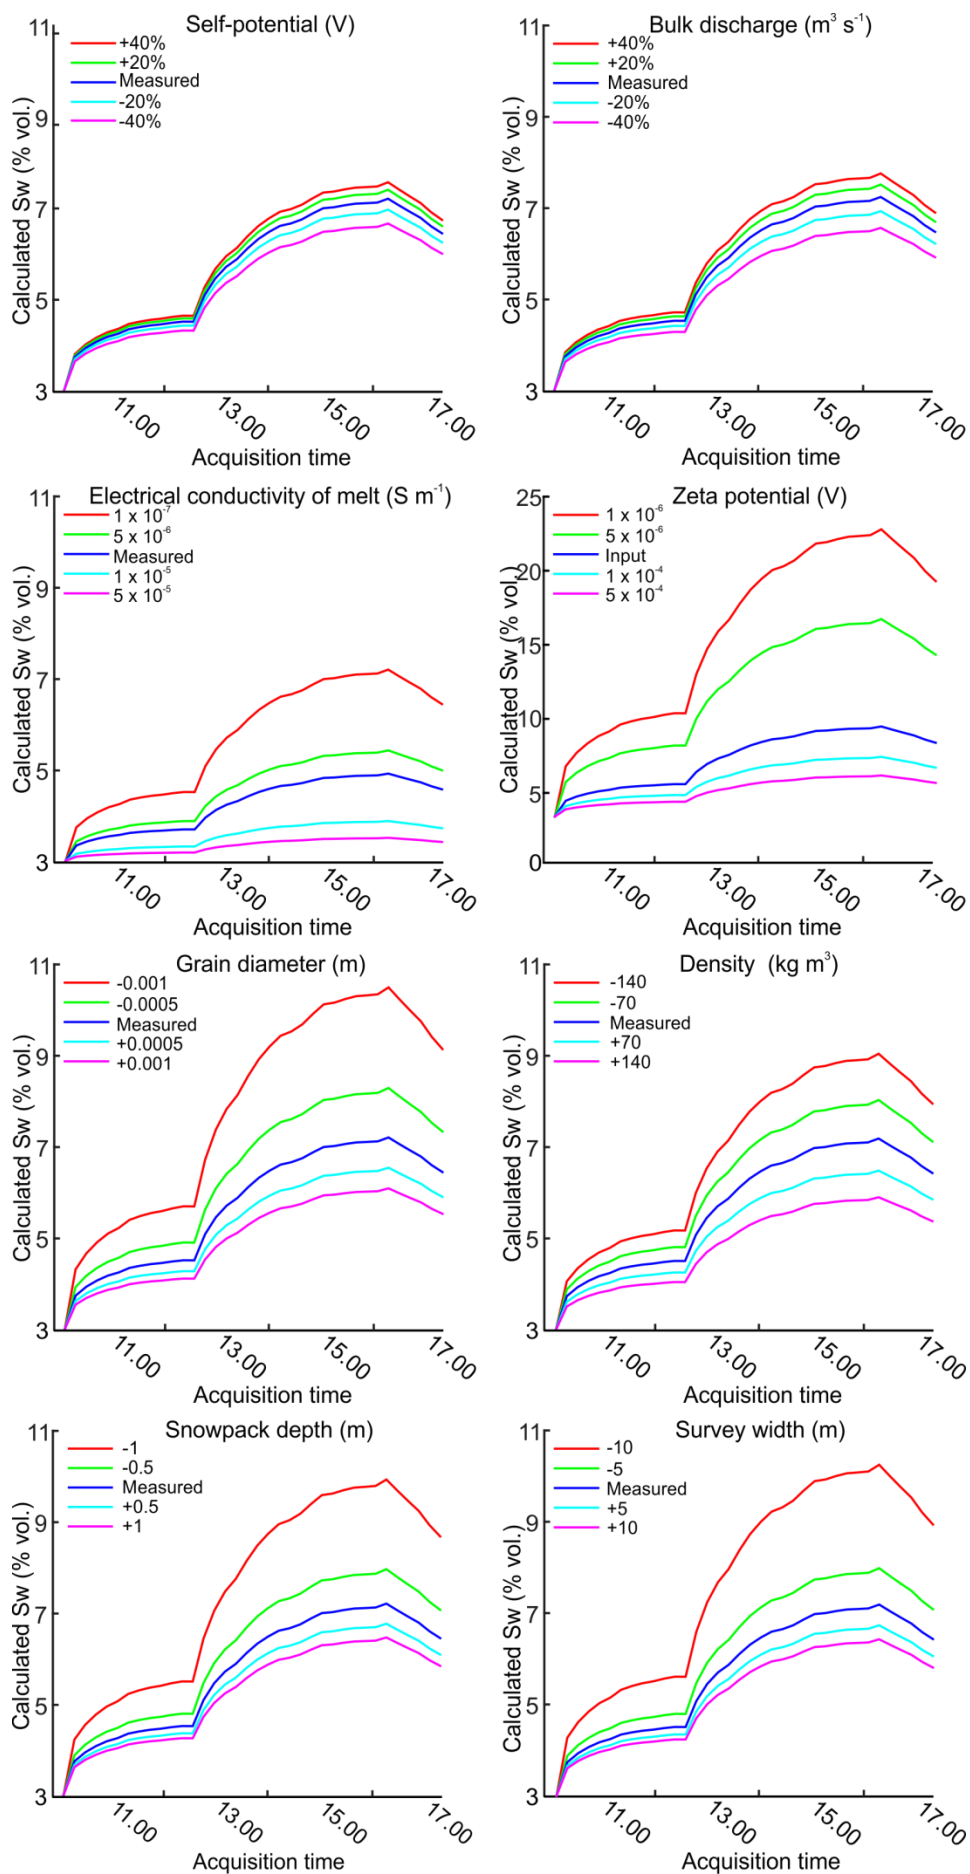 Self-potential (V)
+40%
+20%
Measured
-20%
-40%
11
9
7
5
3
Calculated Sw (% vol.)
11.00
13.00
15.00
17.00
Acquisition time
Bulk discharge (m³ s⁻¹)
+40%
+20%
Measured
-20%
-40%
11
9
7
5
3
Calculated Sw (% vol.)
11.00
13.00
15.00
17.00
Acquisition time
Electrical conductivity of melt (S m⁻¹)
1 x 10⁻⁷
5 x 10⁻⁶
Measured
1 x 10⁻⁵
5 x 10⁻⁵
11
9
7
5
3
Calculated Sw (% vol.)
11.00
13.00
15.00
17.00
Acquisition time
Zeta potential (V)
1 x 10⁻⁶
5 x 10⁻⁶
Input
1 x 10⁻⁴
5 x 10⁻⁴
25
20
15
10
5
0
Calculated Sw (% vol.)
11.00
13.00
15.00
17.00
Acquisition time
Grain diameter (m)
-0.001
-0.0005
Measured
+0.0005
+0.001
11
9
7
5
3
Calculated Sw (% vol.)
11.00
13.00
15.00
17.00
Acquisition time
Density (kg m³)
-140
-70
Measured
+70
+140
11
9
7
5
3
Calculated Sw (% vol.)
11.00
13.00
15.00
17.00
Acquisition time
Snowpack depth (m)
-1
-0.5
Measured
+0.5
+1
11
9
7
5
3
Calculated Sw (% vol.)
11.00
13.00
15.00
17.00
Acquisition time
Survey width (m)
-10
-5
Measured
+5
+10
11
9
7
5
3
Calculated Sw (% vol.)
11.00
13.00
15.00
17.00
Acquisition time